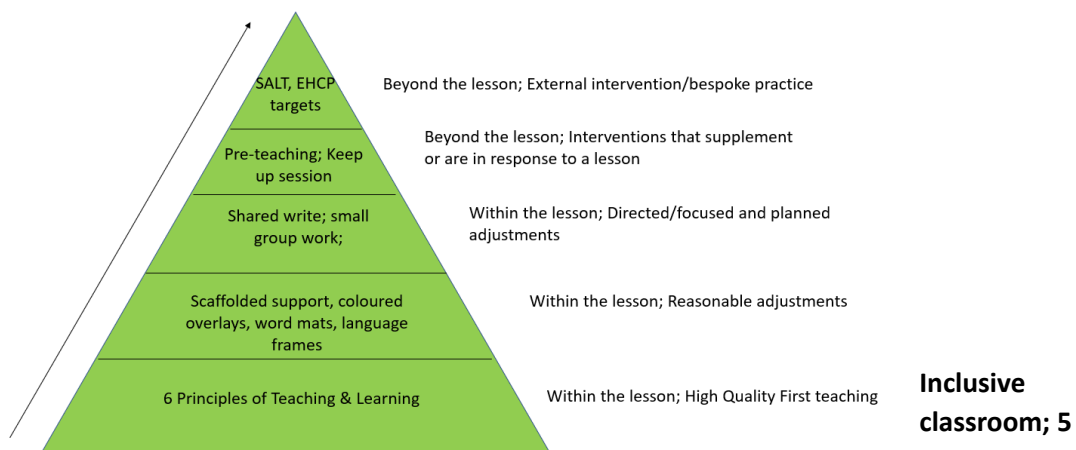 SALT, EHCP
targets
Beyond the lesson; External intervention/bespoke practice
Pre-teaching; Keep
up session
Beyond the lesson; Interventions that supplement
or are in response to a lesson
Shared write; small
group work;
Within the lesson; Directed/focused and planned
adjustments
Scaffolded support, coloured
overlays, word mats, language
frames
Within the lesson; Reasonable adjustments
6 Principles of Teaching & Learning
Within the lesson; High Quality First teaching
Inclusive
classroom; 5